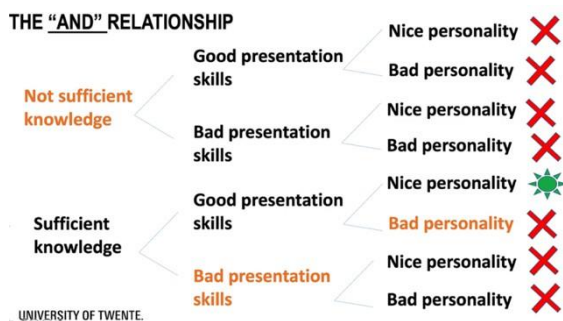 THE “AND” RELATIONSHIP
Nice personality
Good presentation
skills
Bad personality
Not sufficient
knowledge
Nice personality
Bad presentation
skills
Bad personality
Nice personality
Good presentation
skills
Bad personality
Sufficient
knowledge
Nice personality
Bad presentation
skills
Bad personality
UNIVERSITY OF TWENTE.